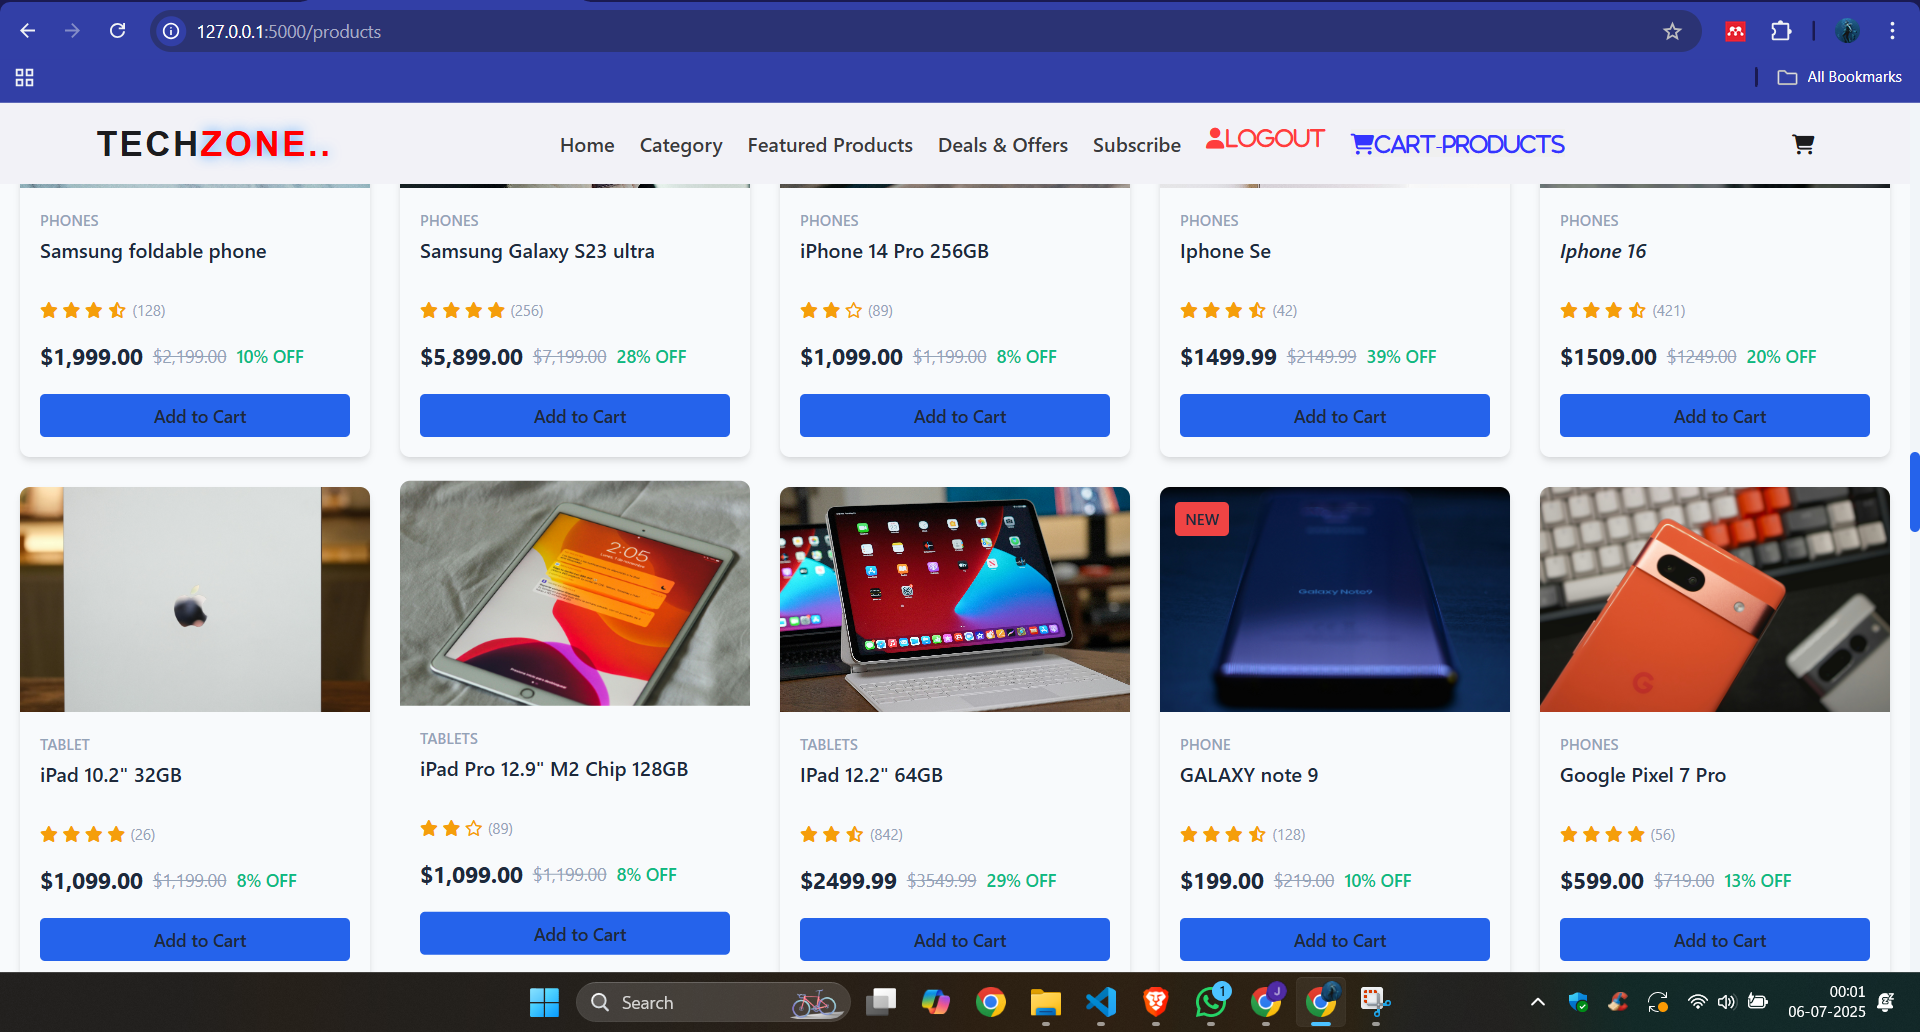 127.0.0.1:5000/products
All Bookmarks
TECHZONE..
Home Category Featured Products Deals & Offers Subscribe LOGOUT CART-PRODUCTS
PHONES
Samsung foldable phone
(128)
$1,999.00 $2,199.00 10% OFF
Add to Cart
PHONES
Samsung Galaxy S23 ultra
(256)
$5,899.00 $7,199.00 28% OFF
Add to Cart
PHONES
iPhone 14 Pro 256GB
(89)
$1,099.00 $1,199.00 8% OFF
Add to Cart
PHONES
Iphone Se
(42)
$1499.99 $2149.99 39% OFF
Add to Cart
PHONES
Iphone 16
(421)
$1509.00 $1249.00 20% OFF
Add to Cart
TABLET
iPad 10.2" 32GB
(26)
$1,099.00 $1,199.00 8% OFF
Add to Cart
2:05
TABLETS
iPad Pro 12.9" M2 Chip 128GB
(89)
$1,099.00 $1,199.00 8% OFF
Add to Cart
TABLETS
IPad 12.2" 64GB
(842)
$2499.99 $3549.99 29% OFF
Add to Cart
NEW
Galaxy Note9
PHONE
GALAXY note 9
(128)
$199.00 $219.00 10% OFF
Add to Cart
G
PHONES
Google Pixel 7 Pro
(56)
$599.00 $719.00 13% OFF
Add to Cart
Search
1
J
00:01
06-07-2025